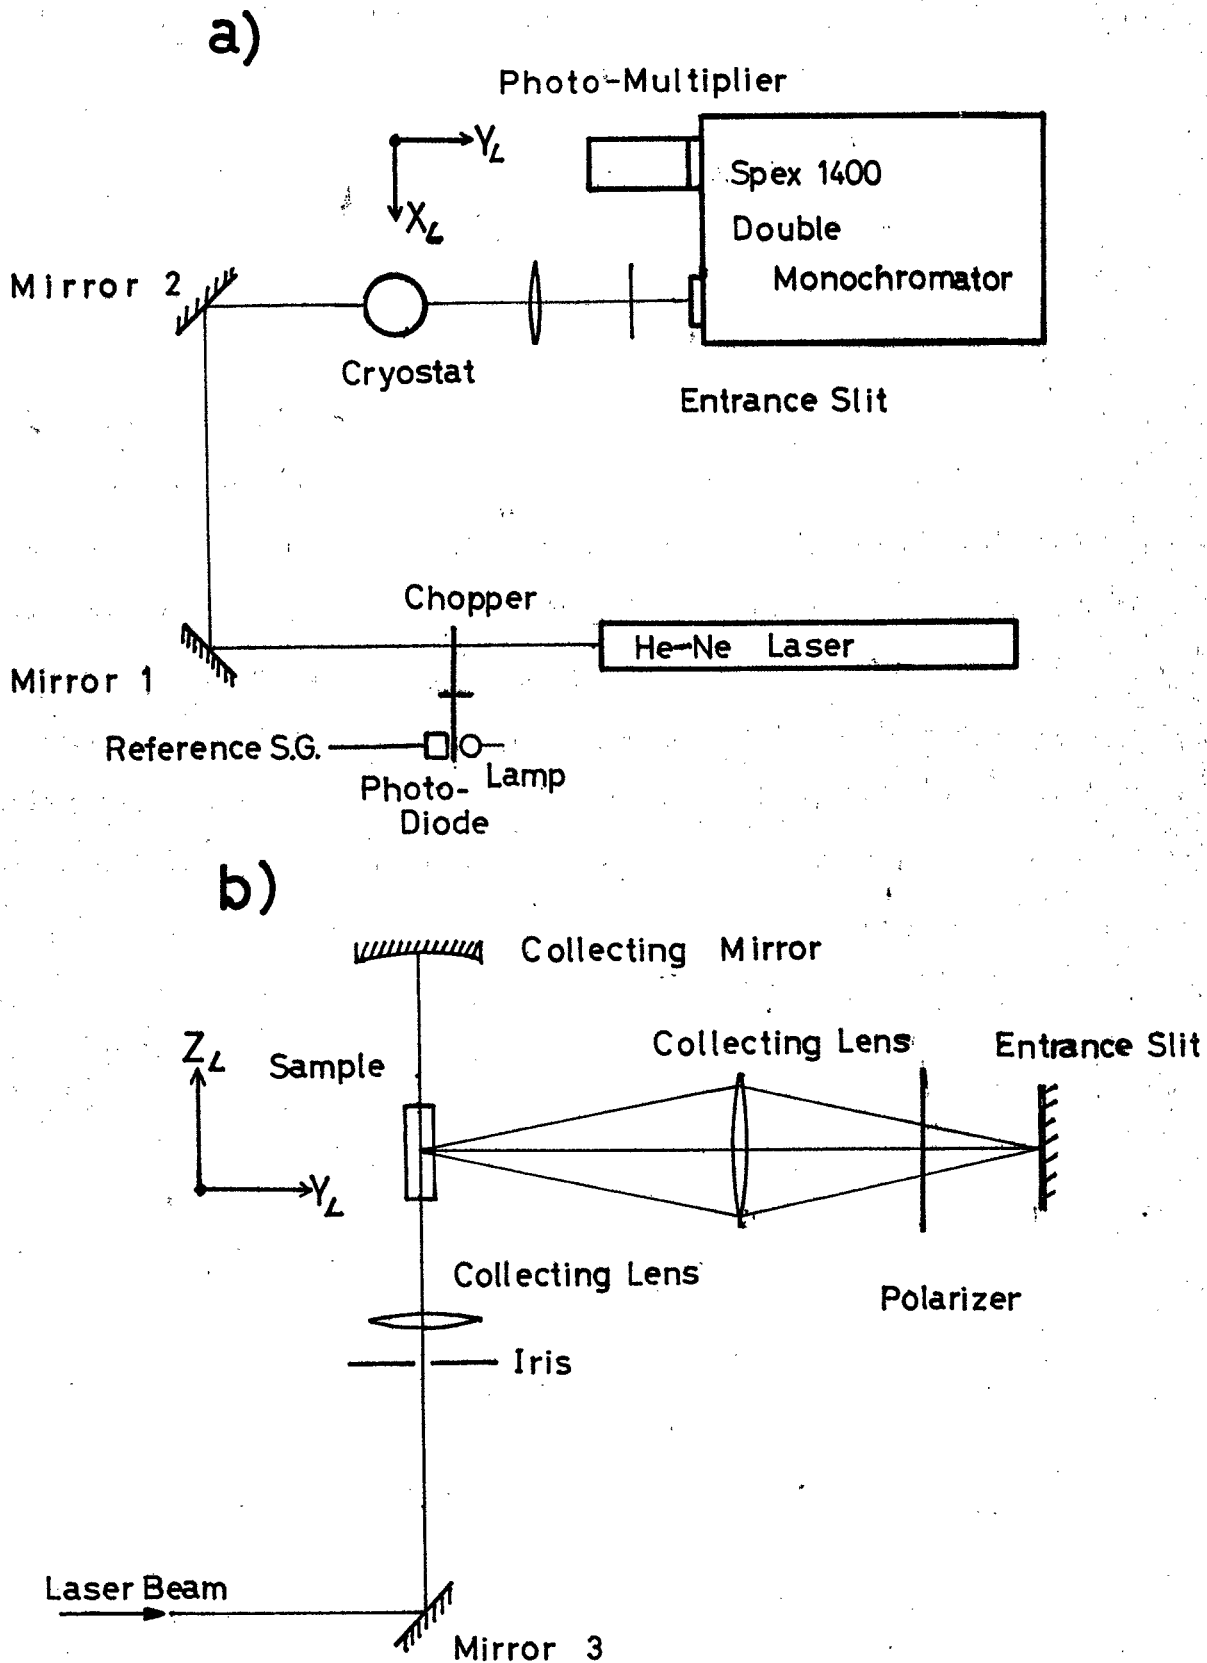 a)
Photo-Multiplier
Y_L
X_L
Spex 1400
Double
Monochromator
Mirror 2
Cryostat
Entrance Slit
Chopper
He-Ne Laser
Mirror 1
Reference S.G.
Lamp
Photo-
Diode
b)
Collecting Mirror
Z_L
Sample
Collecting Lens
Entrance Slit
Y_L
Collecting Lens
Polarizer
Iris
Laser Beam
Mirror 3